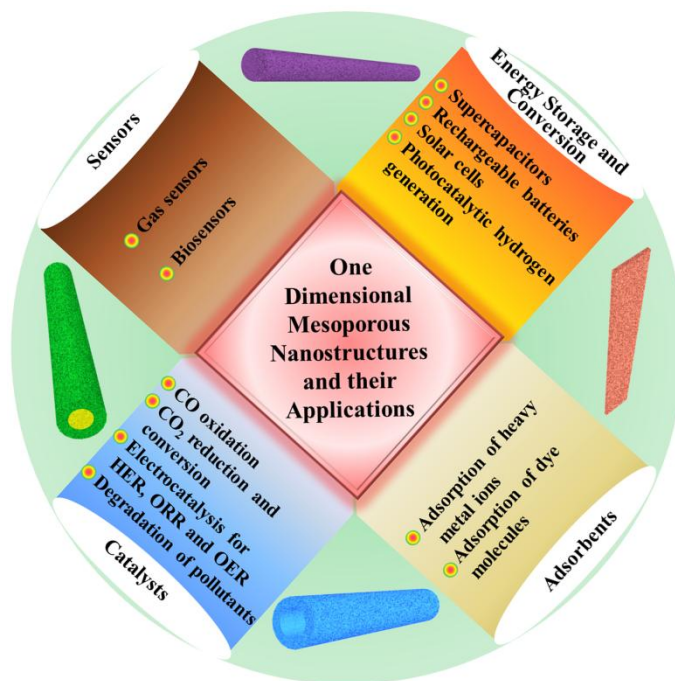 Sensors
Gas sensors
Biosensors
Energy Storage and
Conversion
Supercapacitors
Rechargeable batteries
Solar cells
Photocatalytic hydrogen
generation
One
Dimensional
Mesoporous
Nanostructures
and their
Applications
CO oxidation
CO₂ reduction and
conversion
Electrocatalysis for
HER, ORR and OER
Degradation of pollutants
Catalysts
Adsorption of heavy
metal ions
Adsorption of dye
molecules
Adsorbents